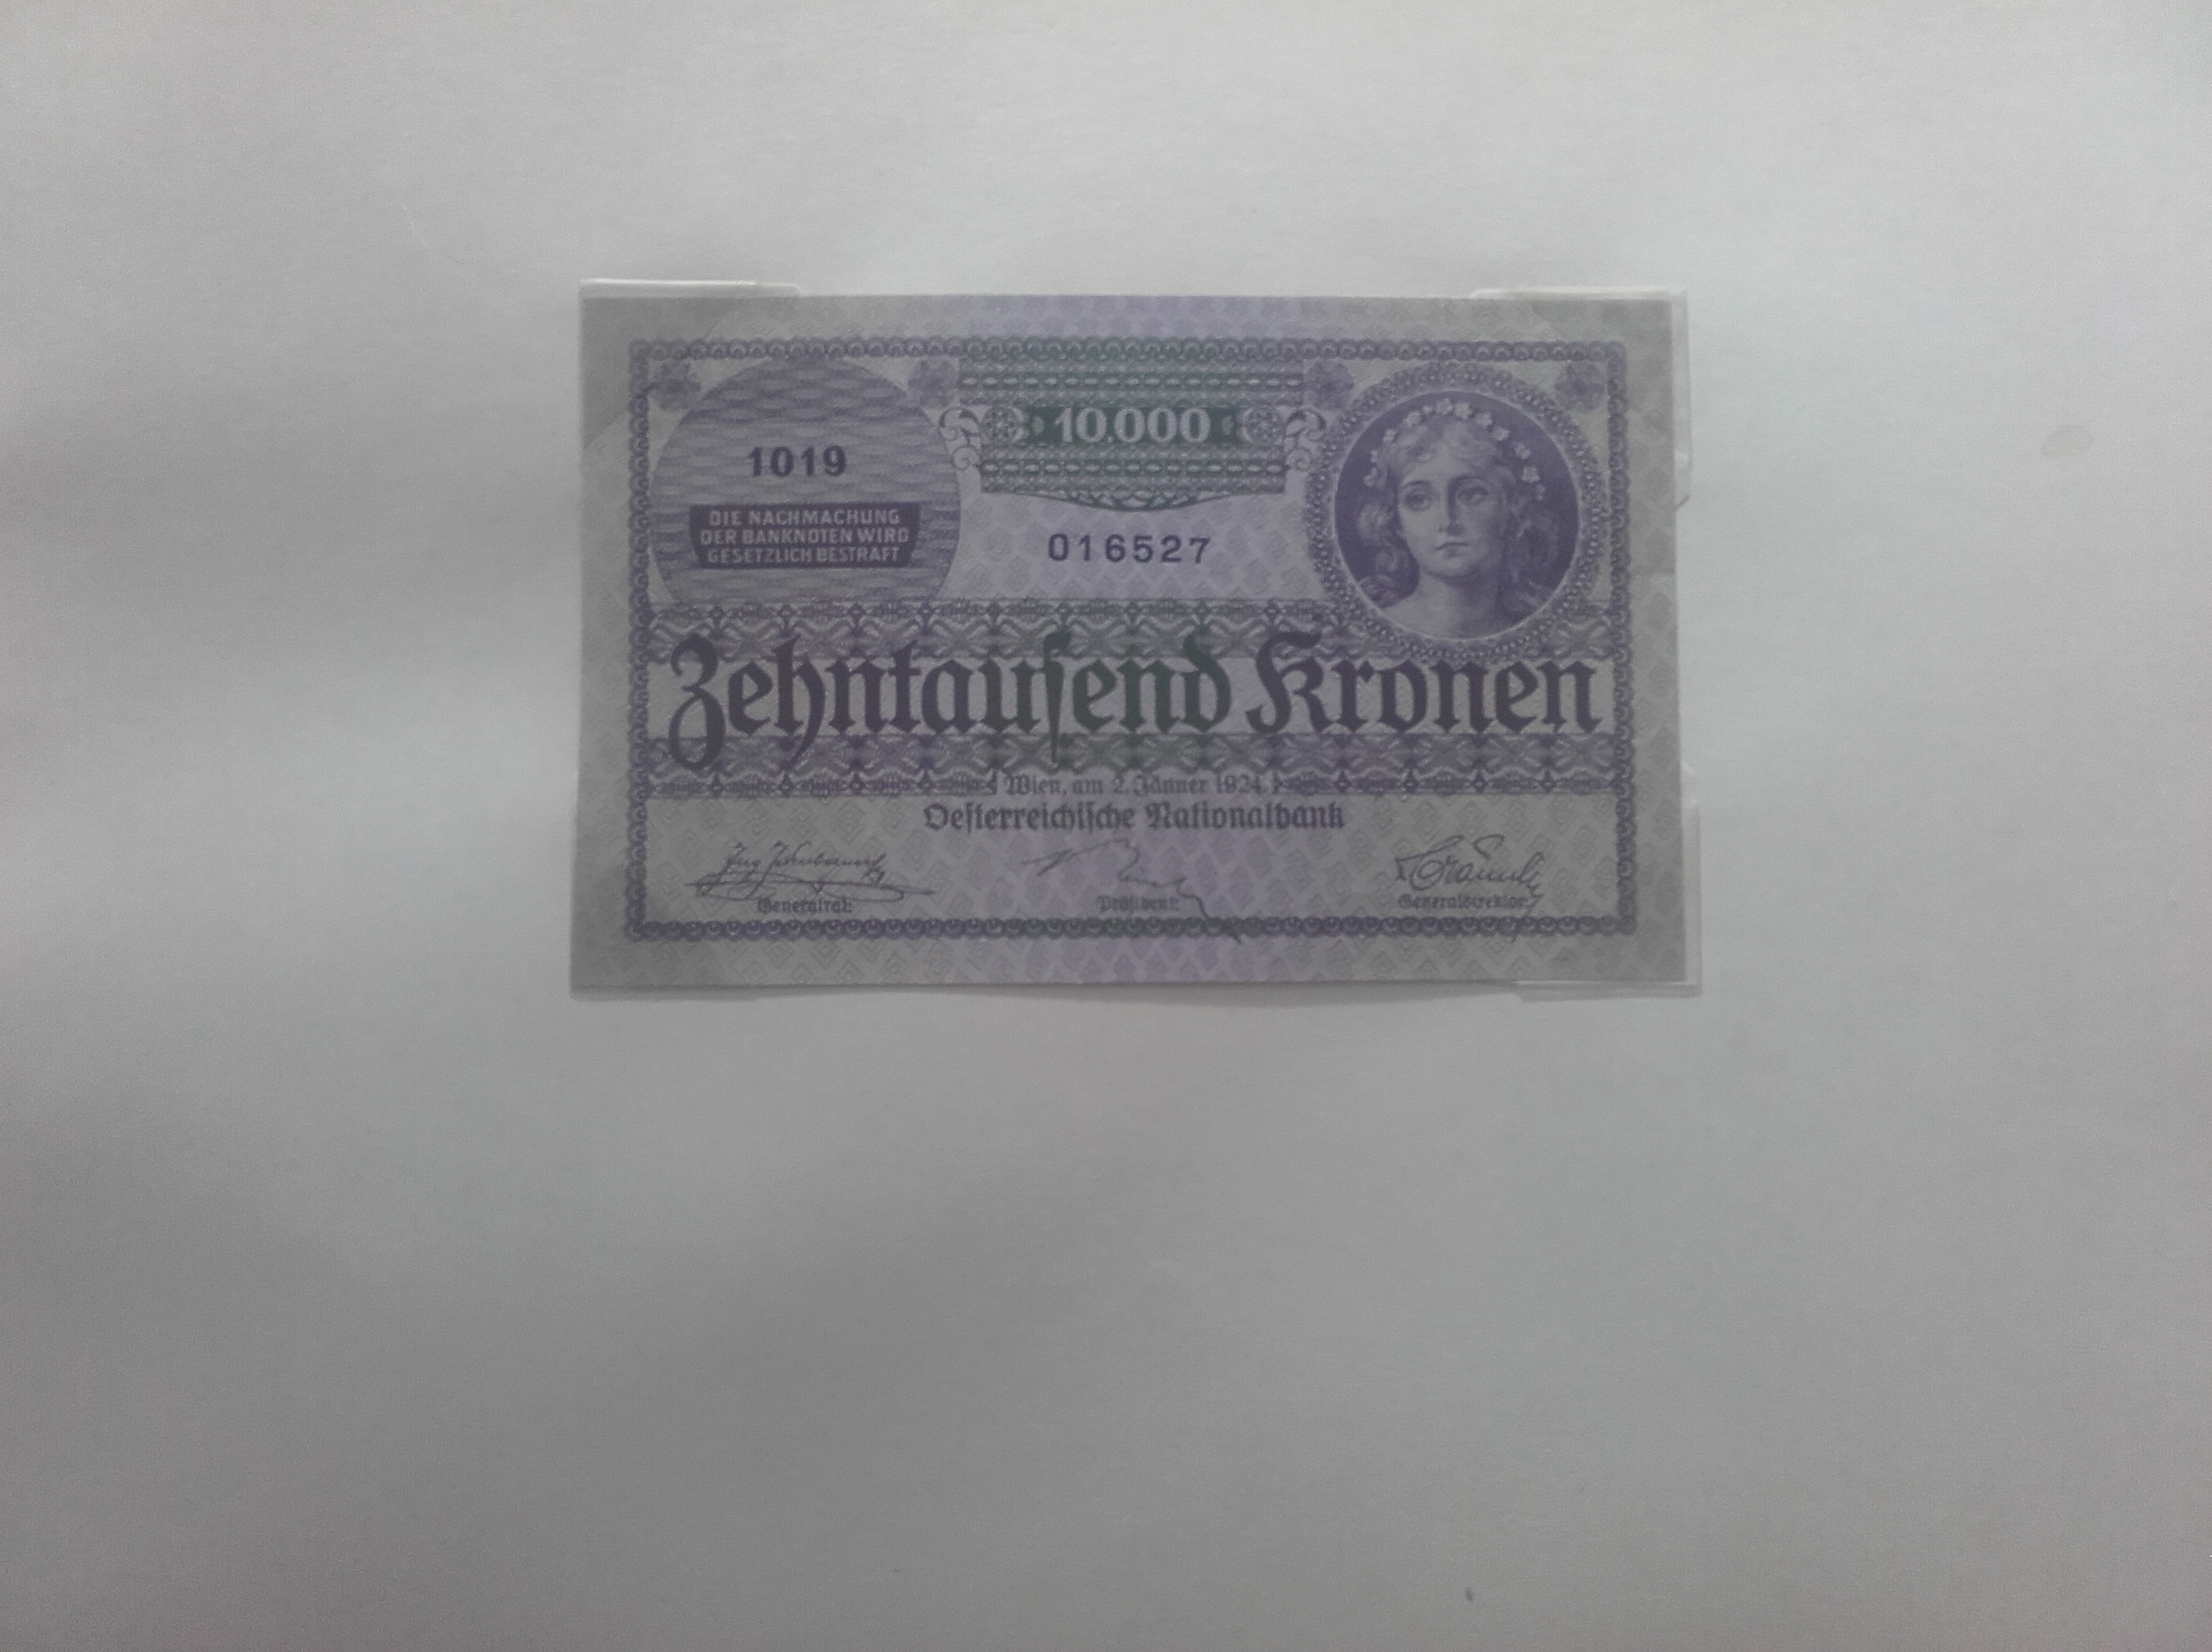 10.000
1019
DIE NACHMACHUNG
DER BANKNOTEN WIRD
GESETZLICH BESTRAFT
016527
Zehntauſend Kronen
Wien, am 2. Jänner 1924
Oeſterreichiſche Nationalbank
Generalrat: Präſident: Generaldirektor: